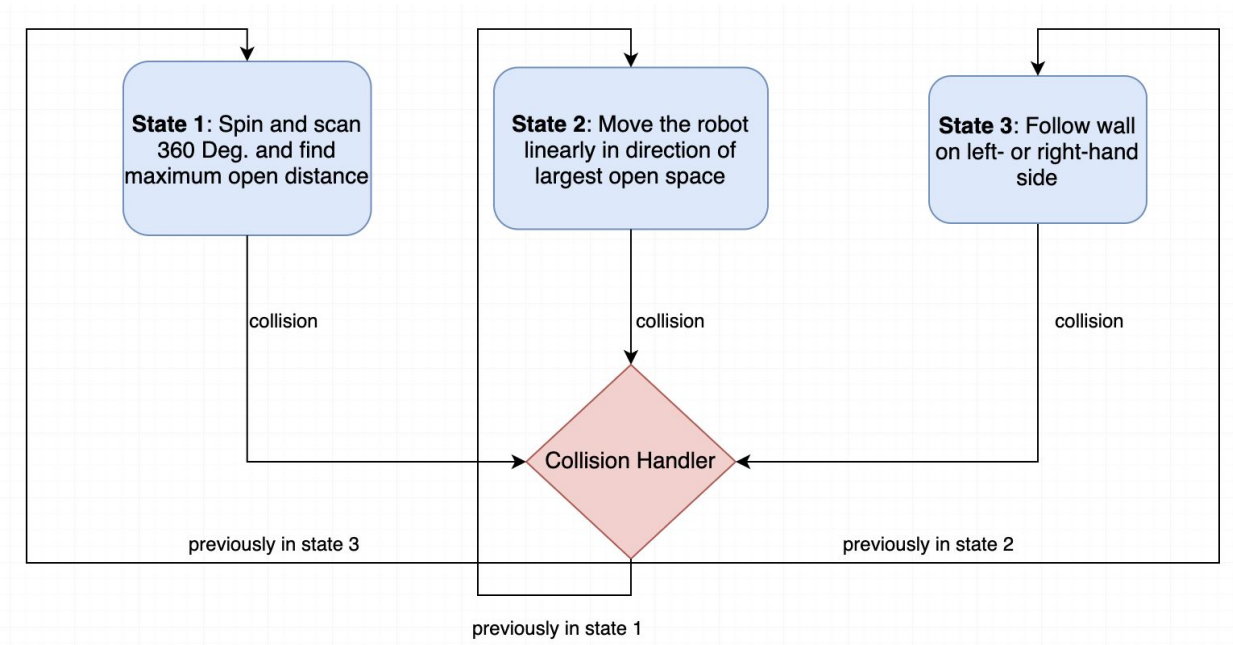 State 1: Spin and scan
360 Deg. and find
maximum open distance
State 2: Move the robot
linearly in direction of
largest open space
State 3: Follow wall
on left- or right-hand
side
collision
collision
collision
Collision Handler
previously in state 3
previously in state 2
previously in state 1